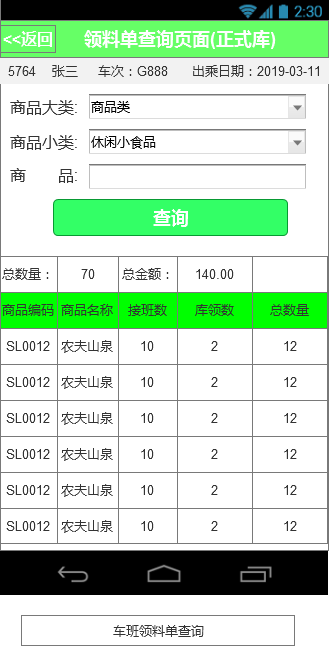 2:30
<<返回 领料单查询页面(正式库)
5764 张三 车次：G888 出乘日期：2019-03-11
商品大类: 商品类
商品小类: 休闲小食品
商 品:
查询
总数量： 70 总金额： 140.00
商品编码 商品名称 接班数 库领数 总数量
SL0012 农夫山泉 10 2 12
SL0012 农夫山泉 10 2 12
SL0012 农夫山泉 10 2 12
SL0012 农夫山泉 10 2 12
SL0012 农夫山泉 10 2 12
SL0012 农夫山泉 10 2 12
车班领料单查询